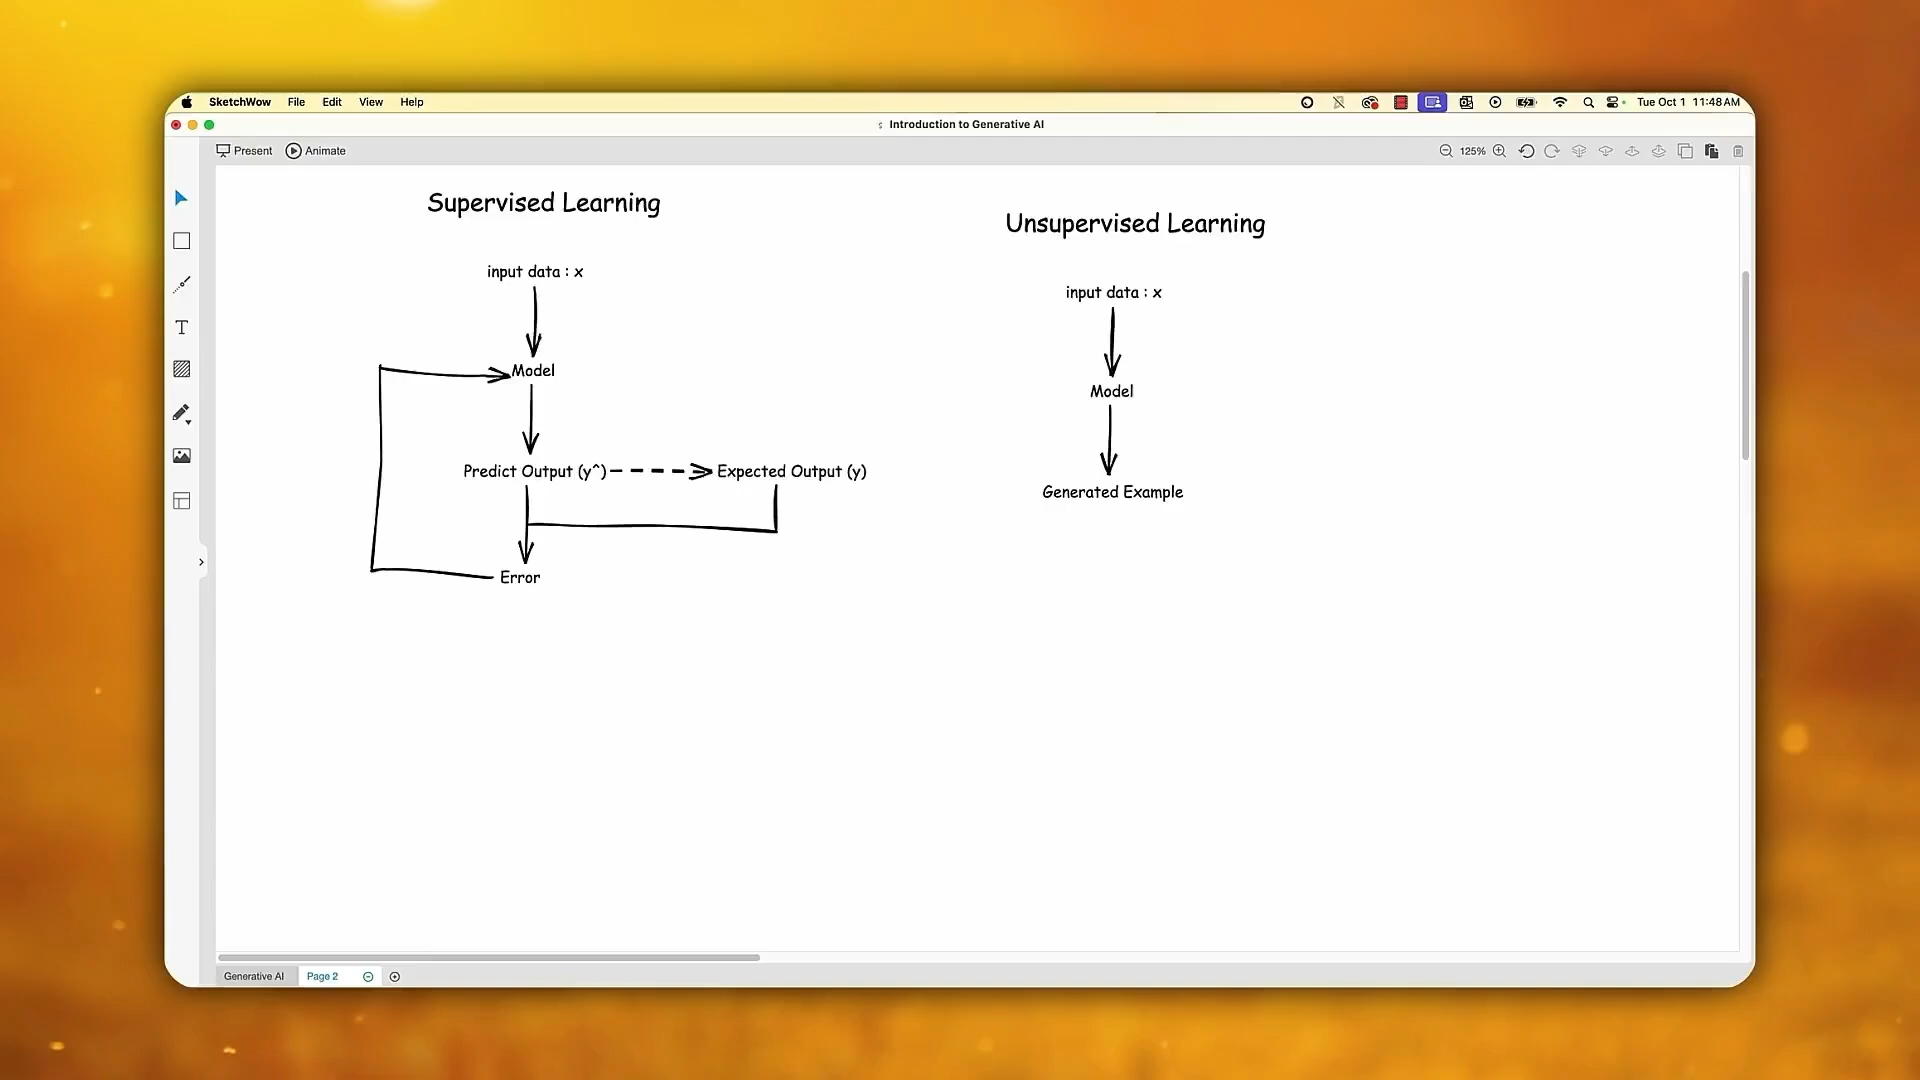 SketchWow File Edit View Help
Tue Oct 1 11:48 AM
Introduction to Generative AI
Present Animate
125%
Supervised Learning
input data : x
Model
Predict Output (y^)
Expected Output (y)
Error
Unsupervised Learning
input data : x
Model
Generated Example
Generative AI Page 2